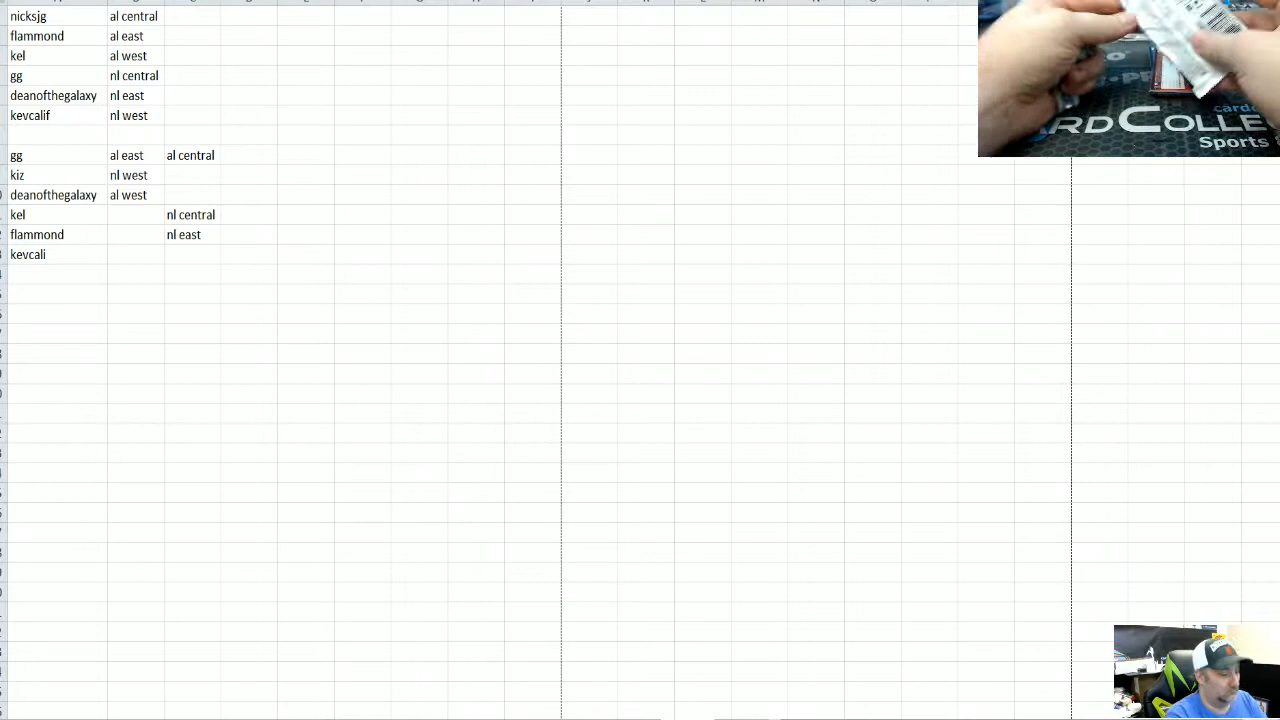 nicksjg al central
flammond al east
kel al west
gg nl central
deanofthegalaxy nl east
kevcalif nl west
gg al east al central
kiz nl west
deanofthegalaxy al west
kel nl central
flammond nl east
kevcali
CARD COLLE
Sports &